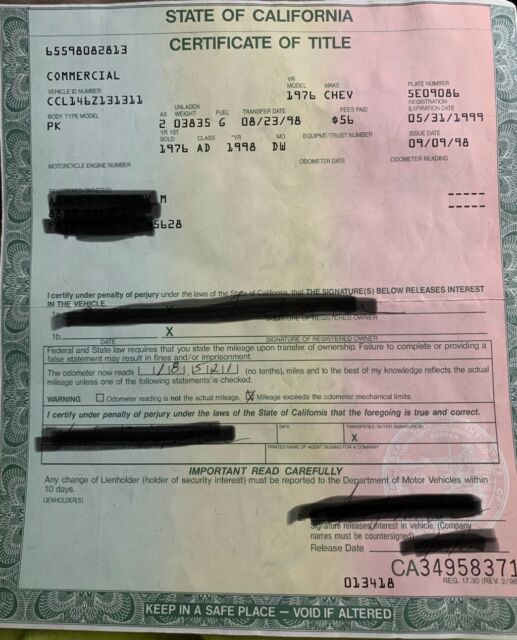 STATE OF CALIFORNIA
CERTIFICATE OF TITLE
65598082813
COMMERCIAL
VEHICLE ID NUMBER YR MODEL MAKE PLATE NUMBER
CCL146Z131311 1976 CHEV 5E09086
BODY TYPE MODEL AX UNLADEN WEIGHT FUEL TRANSFER DATE FEES PAID REGISTRATION EXPIRATION DATE
PK 2 03835 G 08/23/98 $56 05/31/1999
YR 1ST SOLD CLASS *YR MO EQUIPMT/TRUST NUMBER ISSUE DATE
1976 AD 1998 DW 09/09/98
MOTORCYCLE ENGINE NUMBER ODOMETER DATE ODOMETER READING
REGISTERED OWNER(S)
M
5628
I certify under penalty of perjury under the laws of the State of California, that THE SIGNATURE(S) BELOW RELEASES INTEREST
IN THE VEHICLE.
1a. X
SIGNATURE OF REGISTERED OWNER
1b. X
DATE SIGNATURE OF REGISTERED OWNER
Federal and State law requires that you state the mileage upon transfer of ownership. Failure to complete or providing a
false statement may result in fines and/or imprisonment.
The odometer now reads (no tenths), miles and to the best of my knowledge reflects the actual
mileage unless one of the following statements is checked.
WARNING Odometer reading is not the actual mileage. Mileage exceeds the odometer mechanical limits.
I certify under penalty of perjury under the laws of the State of California that the foregoing is true and correct.
DATE TRANSFEREE/BUYER SIGNATURE(S)
X
PRINTED NAME OF AGENT SIGNING FOR A COMPANY
IMPORTANT READ CAREFULLY
Any change of Lienholder (holder of security interest) must be reported to the Department of Motor Vehicles within
10 days.
LIENHOLDER(S)
Signature releases interest in vehicle. (Company
names must be countersigned)
Release Date
CA34958371
013418 REG. 17.30 (REV. 2/98)
KEEP IN A SAFE PLACE — VOID IF ALTERED